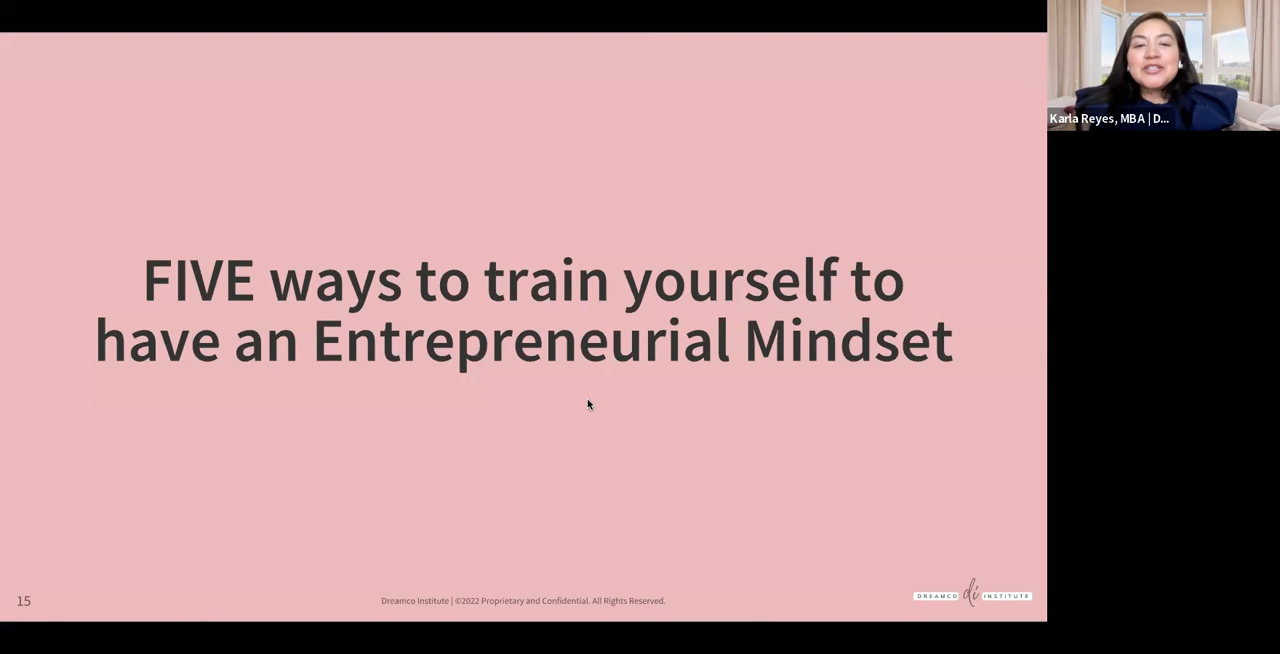 Karla Reyes, MBA | D...
FIVE ways to train yourself to
have an Entrepreneurial Mindset
15
Dreamco Institute | ©2022 Proprietary and Confidential. All Rights Reserved.
DREAMCO di INSTITUTE